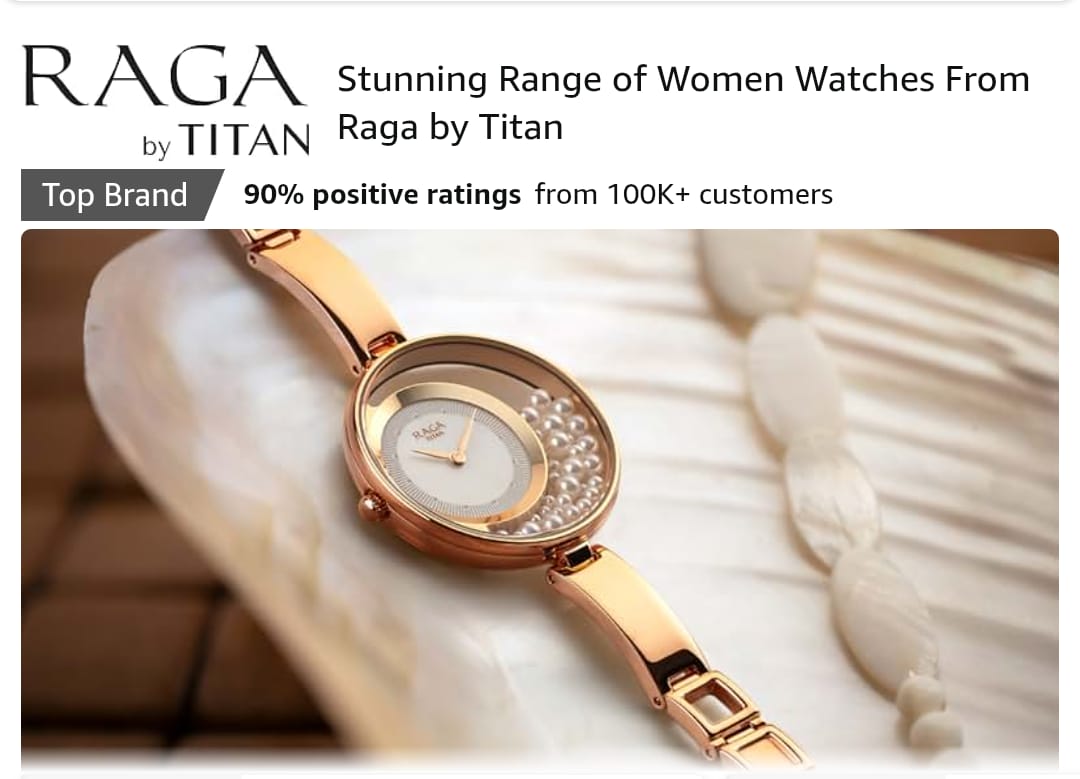 RAGA
by TITAN
Stunning Range of Women Watches From
Raga by Titan
Top Brand
90% positive ratings from 100K+ customers
RAGA
TITAN